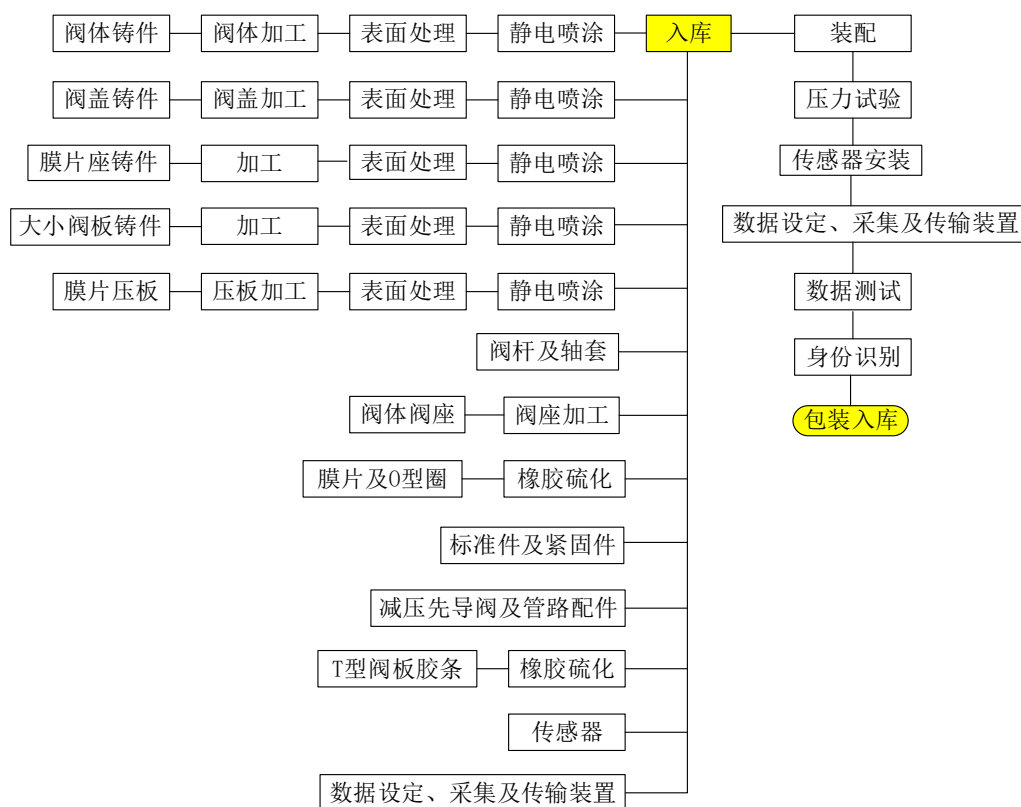 阀体铸件 阀体加工 表面处理 静电喷涂 入库 装配
阀盖铸件 阀盖加工 表面处理 静电喷涂 压力试验
膜片座铸件 加工 表面处理 静电喷涂 传感器安装
大小阀板铸件 加工 表面处理 静电喷涂 数据设定、采集及传输装置
膜片压板 压板加工 表面处理 静电喷涂 数据测试
阀杆及轴套 身份识别
阀体阀座 阀座加工 包装入库
膜片及O型圈 橡胶硫化
标准件及紧固件
减压先导阀及管路配件
T型阀板胶条 橡胶硫化
传感器
数据设定、采集及传输装置